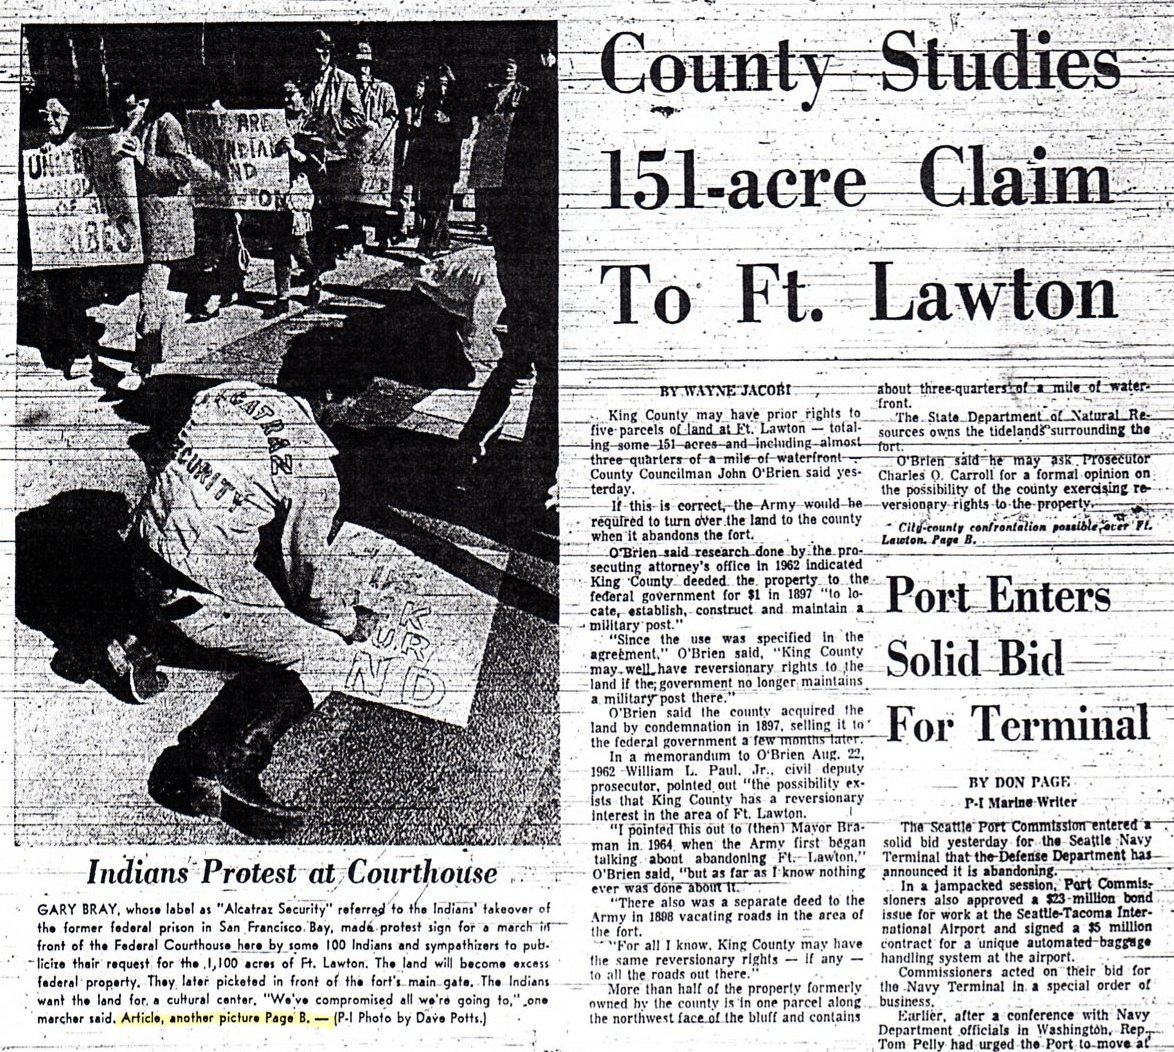 UNITED
TRIBES
WE ARE
INDIAN
AND
ALCATRAZ
SECURITY
Indians Protest at Courthouse
GARY BRAY, whose label as "Alcatraz Security" referred to the Indians' takeover of
the former federal prison in San Francisco Bay, made protest sign for a march in
front of the Federal Courthouse here by some 100 Indians and sympathizers to pub-
licize their request for the 1,100 acres of Ft. Lawton. The land will become excess
federal property. They later picketed in front of the fort's main gate. The Indians
want the land for a cultural center. "We've compromised all we're going to," one
marcher said. Article, another picture Page B. — (P-I Photo by Dave Potts.)
County Studies
151-acre Claim
To Ft. Lawton
BY WAYNE JACOBI
King County may have prior rights to
five parcels of land at Ft. Lawton — total-
ing some 151 acres and including almost
three quarters of a mile of waterfront —
County Councilman John O'Brien said yes-
terday.
If this is correct, the Army would be
required to turn over the land to the county
when it abandons the fort.
O'Brien said research done by the pro-
secuting attorney's office in 1962 indicated
King County deeded the property to the
federal government for $1 in 1897 "to lo-
cate, establish, construct and maintain a
military post."
"Since the use was specified in the
agreement," O'Brien said, "King County
may well have reversionary rights to the
land if the government no longer maintains
a military post there."
O'Brien said the county acquired the
land by condemnation in 1897, selling it to
the federal government a few months later.
In a memorandum to O'Brien Aug. 22,
1962 William L. Paul, Jr., civil deputy
prosecutor, pointed out "the possibility ex-
ists that King County has a reversionary
interest in the area of Ft. Lawton.
"I pointed this out to (then) Mayor Bra-
man in 1964 when the Army first began
talking about abandoning Ft. Lawton,"
O'Brien said, "but as far as I know nothing
ever was done about it.
"There also was a separate deed to the
Army in 1898 vacating roads in the area of
the fort.
"For all I know, King County may have
the same reversionary rights — if any —
to all the roads out there."
More than half of the property formerly
owned by the county is in one parcel along
the northwest face of the bluff and contains
about three-quarters of a mile of water-
front.
The State Department of Natural Re-
sources owns the tidelands surrounding the
fort.
O'Brien said he may ask Prosecutor
Charles O. Carroll for a formal opinion on
the possibility of the county exercising re-
versionary rights to the property.
City-county confrontation possible over Ft.
Lawton. Page B.
Port Enters
Solid Bid
For Terminal
BY DON PAGE
P-I Marine Writer
The Seattle Port Commission entered a
solid bid yesterday for the Seattle Navy
Terminal that the Defense Department has
announced it is abandoning.
In a jampacked session, Port Commis-
sioners also approved a $23 million bond
issue for work at the Seattle-Tacoma Inter-
national Airport and signed a $5 million
contract for a unique automated baggage
handling system at the airport.
Commissioners acted on their bid for
the Navy Terminal in a special order of
business.
Earlier, after a conference with Navy
Department officials in Washington, Rep.
Tom Pelly had urged the Port to move at